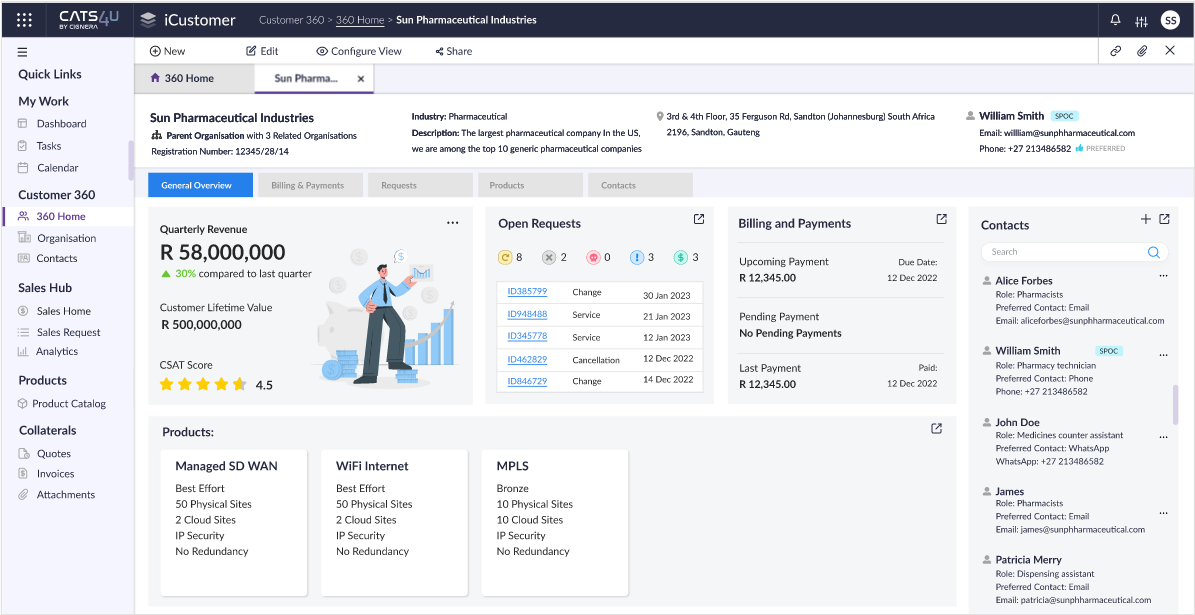 CATS4U
BY CIGNERA
iCustomer
Customer 360 > 360 Home > Sun Pharmaceutical Industries
SS
New
Edit
Configure View
Share
Quick Links
My Work
Dashboard
Tasks
Calendar
Customer 360
360 Home
Organisation
Contacts
Sales Hub
Sales Home
Sales Request
Analytics
Products
Product Catalog
Collaterals
Quotes
Invoices
Attachments
360 Home
Sun Pharma...
Sun Pharmaceutical Industries
Parent Organisation with 3 Related Organisations
Registration Number: 12345/28/14
Industry: Pharmaceutical
Description: The largest pharmaceutical company In the US,
we are among the top 10 generic pharmaceutical companies
3rd & 4th Floor, 35 Ferguson Rd, Sandton (Johannesburg) South Africa
2196, Sandton, Gauteng
William Smith SPOC
Email: willliam@sunphharmaceutical.com
Phone: +27 213486582 PREFERRED
General Overview
Billing & Payments
Requests
Products
Contacts
Quarterly Revenue
R 58,000,000
30% compared to last quarter
Customer Lifetime Value
R 500,000,000
CSAT Score
4.5
Open Requests
8 2 0 3 3
ID385799 Change 30 Jan 2023
ID948488 Service 21 Jan 2023
ID345778 Service 12 Jan 2023
ID462829 Cancellation 12 Dec 2022
ID846729 Change 14 Dec 2022
Billing and Payments
Upcoming Payment Due Date:
R 12,345.00 12 Dec 2022
Pending Payment
No Pending Payments
Last Payment Paid:
R 12,345.00 12 Dec 2022
Contacts
Search
Alice Forbes
Role: Pharmacists
Preferred Contact: Email
Email: aliceforbes@sunphharmaceutical.com
William Smith SPOC
Role: Pharmacy technician
Preferred Contact: Phone
Phone: +27 213486582
John Doe
Role: Medicines counter assistant
Preferred Contact: WhatsApp
WhatsApp: +27 213486582
James
Role: Pharmacists
Preferred Contact: Email
Email: james@sunphharmaceutical.com
Patricia Merry
Role: Dispensing assistant
Preferred Contact: Email
Email: patricia@sunphharmaceutical.com
Products:
Managed SD WAN
Best Effort
50 Physical Sites
2 Cloud Sites
IP Security
No Redundancy
WiFi Internet
Best Effort
50 Physical Sites
2 Cloud Sites
IP Security
No Redundancy
MPLS
Bronze
10 Physical Sites
10 Cloud Sites
IP Security
No Redundancy